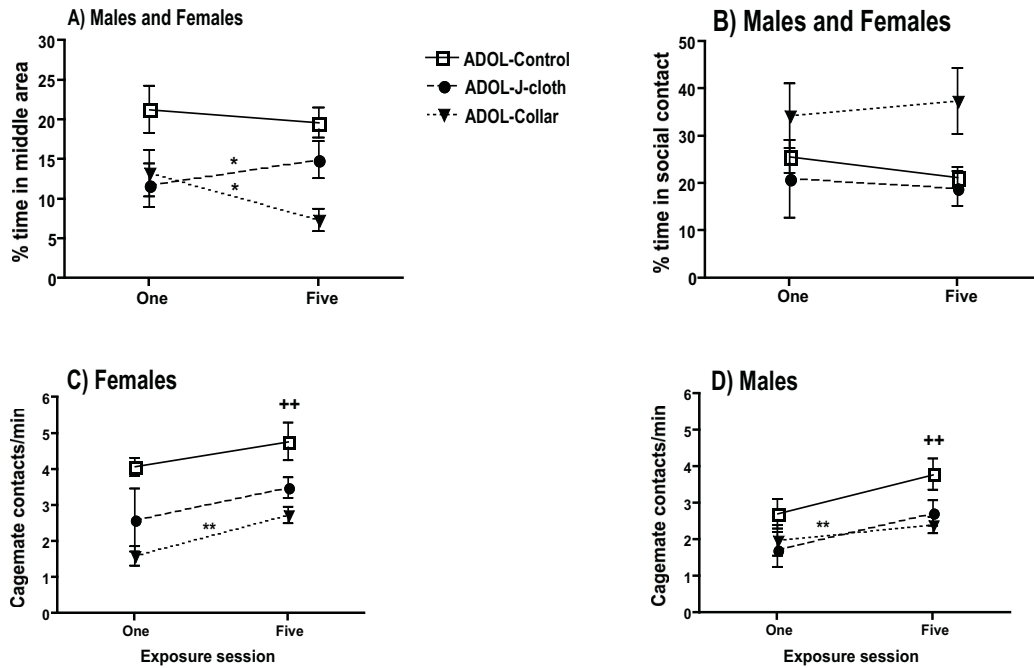 A) Males and Females
% time in middle area
30
25
20
15
10
5
0
*
*
One
Five
ADOL-Control
ADOL-J-cloth
ADOL-Collar
B) Males and Females
% time in social contact
50
40
30
20
10
0
One
Five
C) Females
Cagemate contacts/min
6
5
4
3
2
1
0
++
**
One
Five
Exposure session
D) Males
Cagemate contacts/min
6
5
4
3
2
1
0
++
**
One
Five
Exposure session